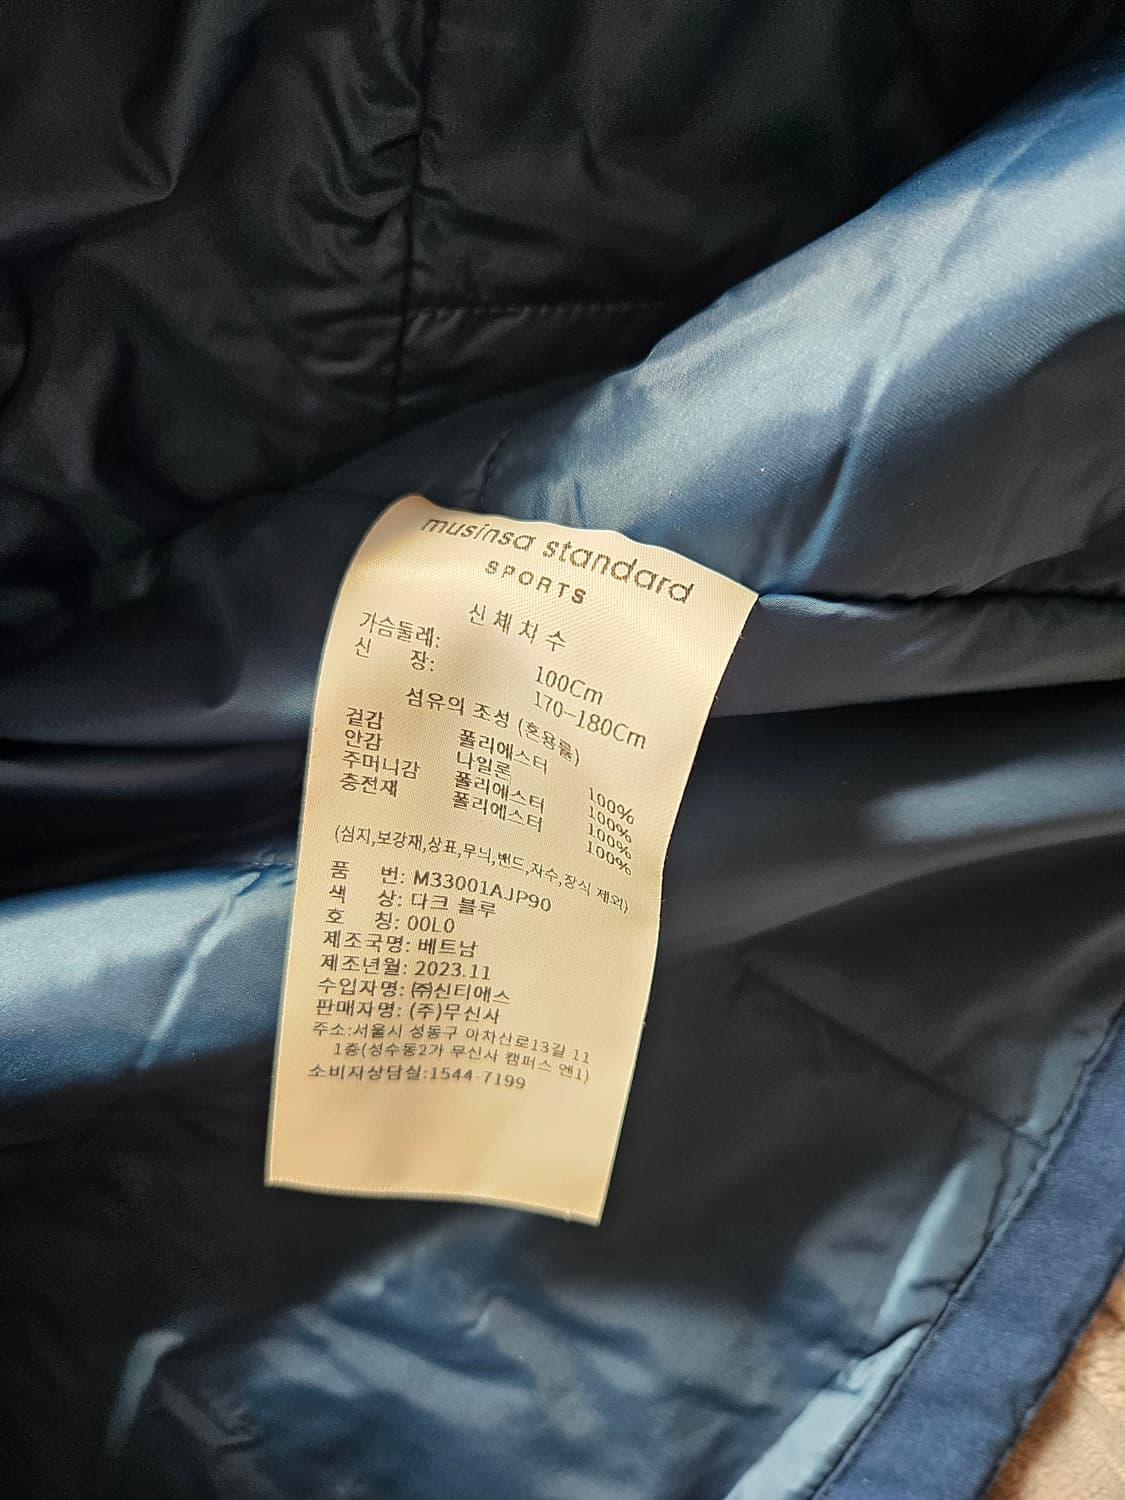 musinsa standard
SPORTS
신체치수
가슴둘레: 100Cm
신 장: 170-180Cm
섬유의 조성 (혼용률)
겉감 폴리에스터 100%
안감 나일론 100%
주머니감 폴리에스터 100%
충전재 폴리에스터 100%
(심지,보강재,상표,무늬,밴드,자수,장식 제외)
품 번: M33001AJP90
색 상: 다크 블루
호 칭: 00L0
제조국명: 베트남
제조년월: 2023.11
수입자명: ㈜신티에스
판매자명: (주)무신사
주소:서울시 성동구 아차산로13길 11
1층(성수동2가 무신사 캠퍼스 엔1)
소비자상담실:1544-7199